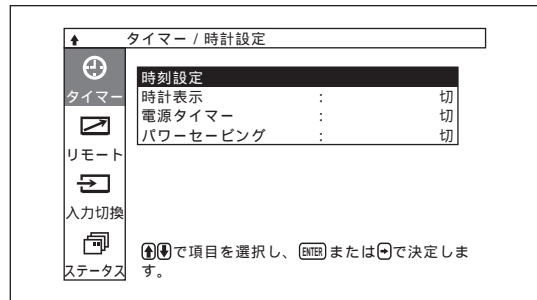 タイマー / 時計設定
タイマー
リモート
入力切換
ステータス
時刻設定
時計表示 : 切
電源タイマー : 切
パワーセービング : 切
で項目を選択し、ENTERまたはで決定しま
す。